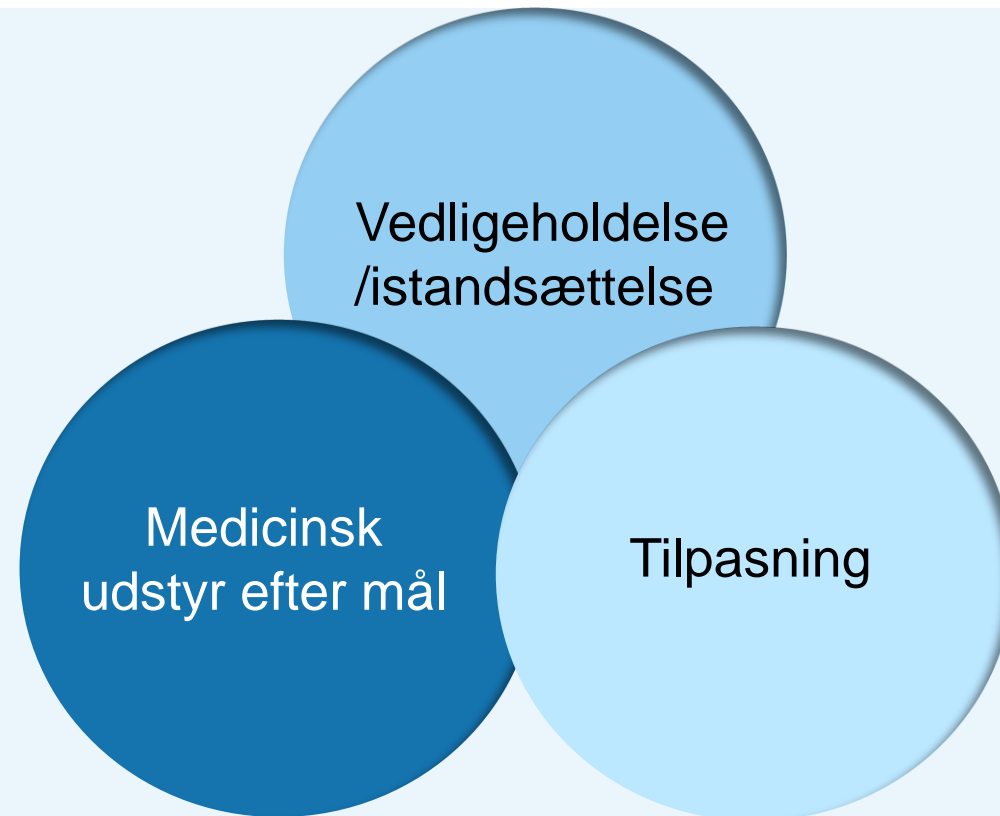 Vedligeholdelse
/istandsættelse
Medicinsk
udstyr efter mål
Tilpasning